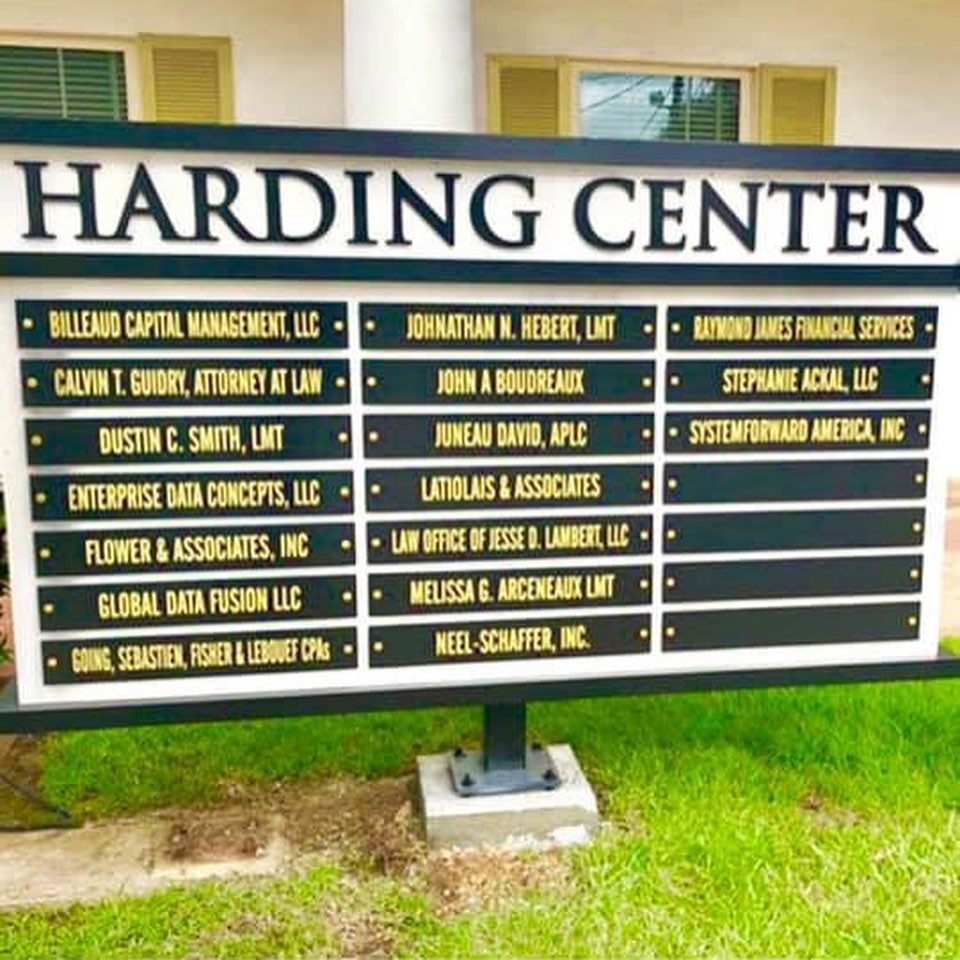 HARDING CENTER
BILLEAUD CAPITAL MANAGEMENT, LLC
CALVIN T. GUIDRY, ATTORNEY AT LAW
DUSTIN C. SMITH, LMT
ENTERPRISE DATA CONCEPTS, LLC
FLOWER & ASSOCIATES, INC
GLOBAL DATA FUSION LLC
GOING, SEBASTIEN, FISHER & LEBOUEF CPAs
JOHNATHAN N. HEBERT, LMT
JOHN A BOUDREAUX
JUNEAU DAVID, APLC
LATIOLAIS & ASSOCIATES
LAW OFFICE OF JESSE D. LAMBERT, LLC
MELISSA G. ARCENEAUX LMT
NEEL-SCHAFFER, INC.
RAYMOND JAMES FINANCIAL SERVICES
STEPHANIE ACKAL, LLC
SYSTEMFORWARD AMERICA, INC